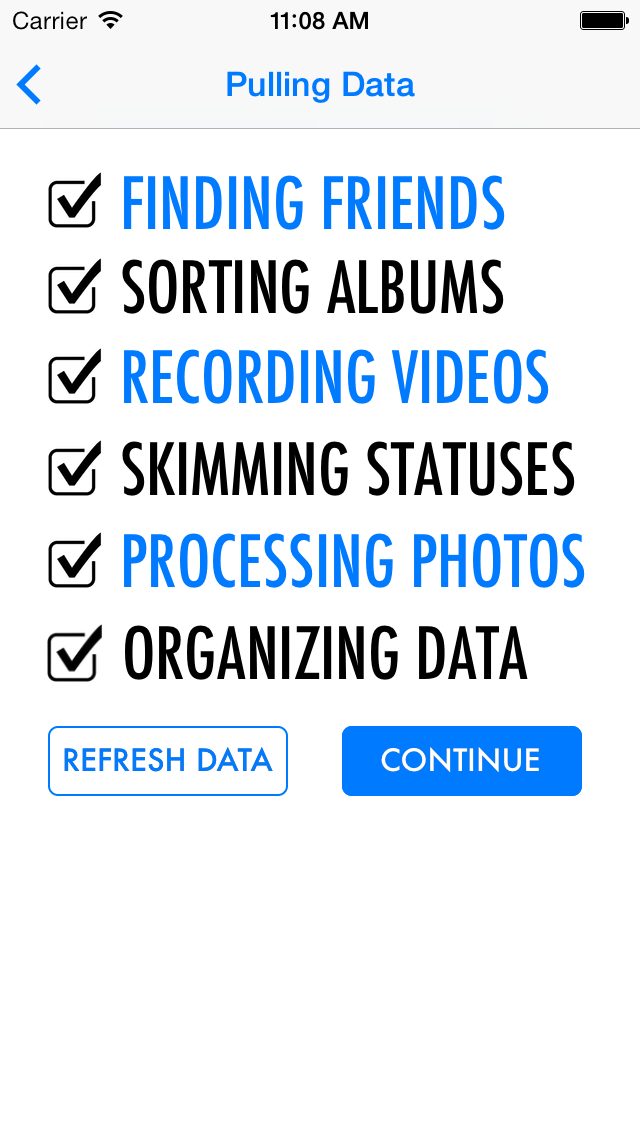 Carrier 11:08 AM
Pulling Data
FINDING FRIENDS
SORTING ALBUMS
RECORDING VIDEOS
SKIMMING STATUSES
PROCESSING PHOTOS
ORGANIZING DATA
REFRESH DATA CONTINUE